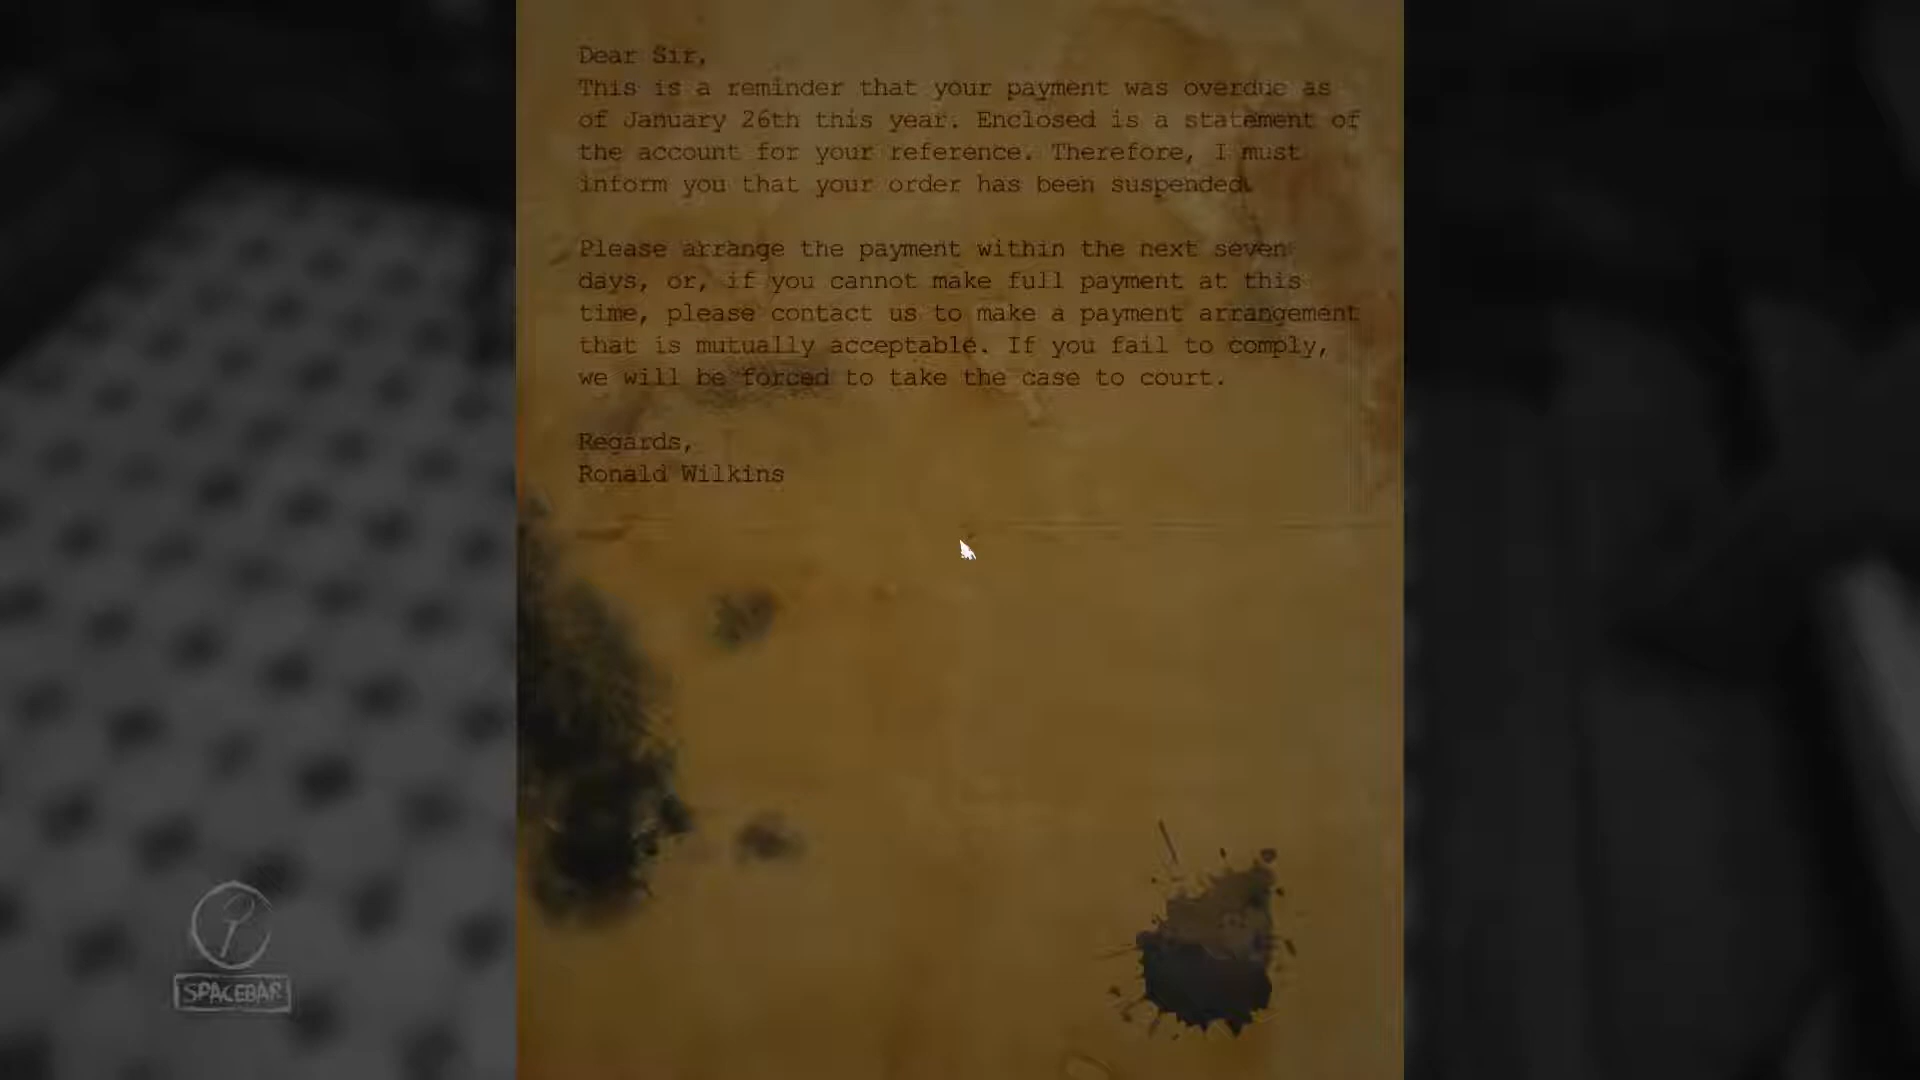 Dear Sir,
This is a reminder that your payment was overdue as
of January 26th this year. Enclosed is a statement of
the account for your reference. Therefore, I must
inform you that your order has been suspended.
Please arrange the payment within the next seven
days, or, if you cannot make full payment at this
time, please contact us to make a payment arrangement
that is mutually acceptable. If you fail to comply,
we will be forced to take the case to court.
Regards,
Ronald Wilkins
SPACEBAR